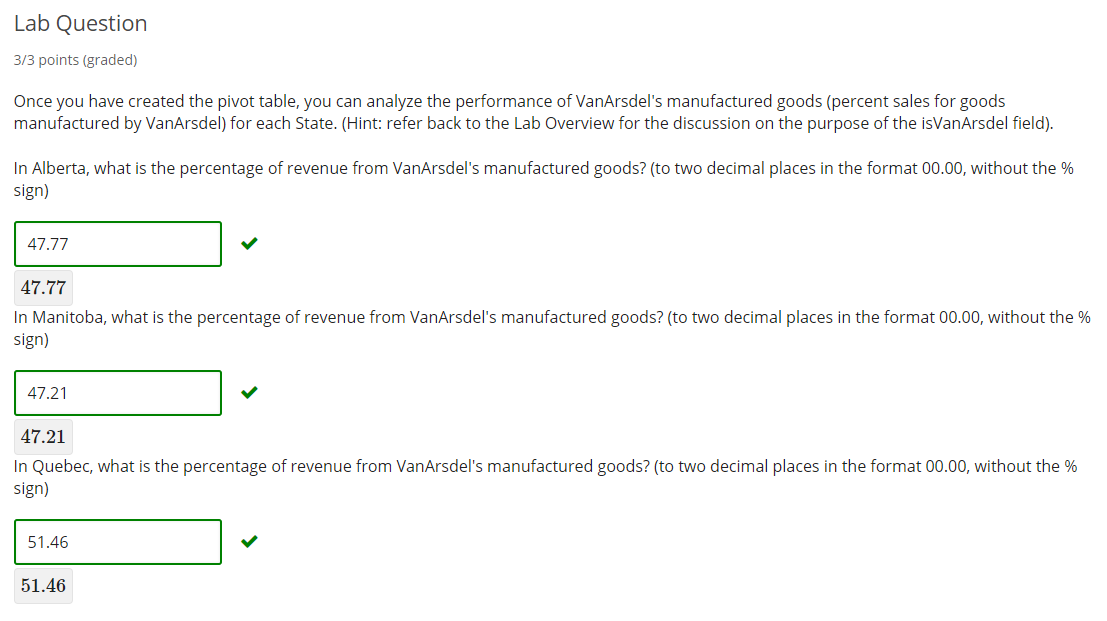 Lab Question
3/3 points (graded)
Once you have created the pivot table, you can analyze the performance of VanArsdel's manufactured goods (percent sales for goods
manufactured by VanArsdel) for each State. (Hint: refer back to the Lab Overview for the discussion on the purpose of the isVanArsdel field).
In Alberta, what is the percentage of revenue from VanArsdel's manufactured goods? (to two decimal places in the format 00.00, without the %
sign)
47.77
47.77
In Manitoba, what is the percentage of revenue from VanArsdel's manufactured goods? (to two decimal places in the format 00.00, without the %
sign)
47.21
47.21
In Quebec, what is the percentage of revenue from VanArsdel's manufactured goods? (to two decimal places in the format 00.00, without the %
sign)
51.46
51.46